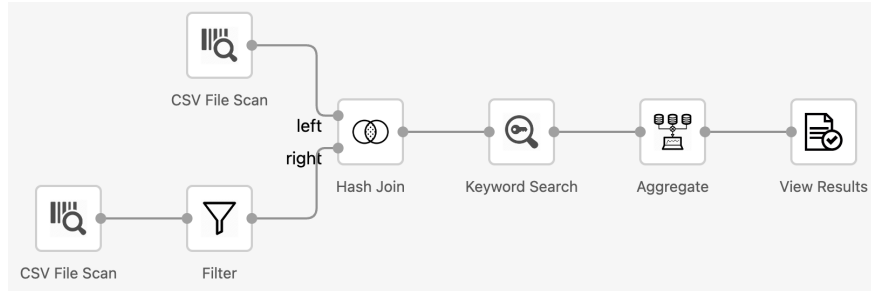 CSV File Scan
left
right
Hash Join
Keyword Search
Aggregate
View Results
CSV File Scan
Filter